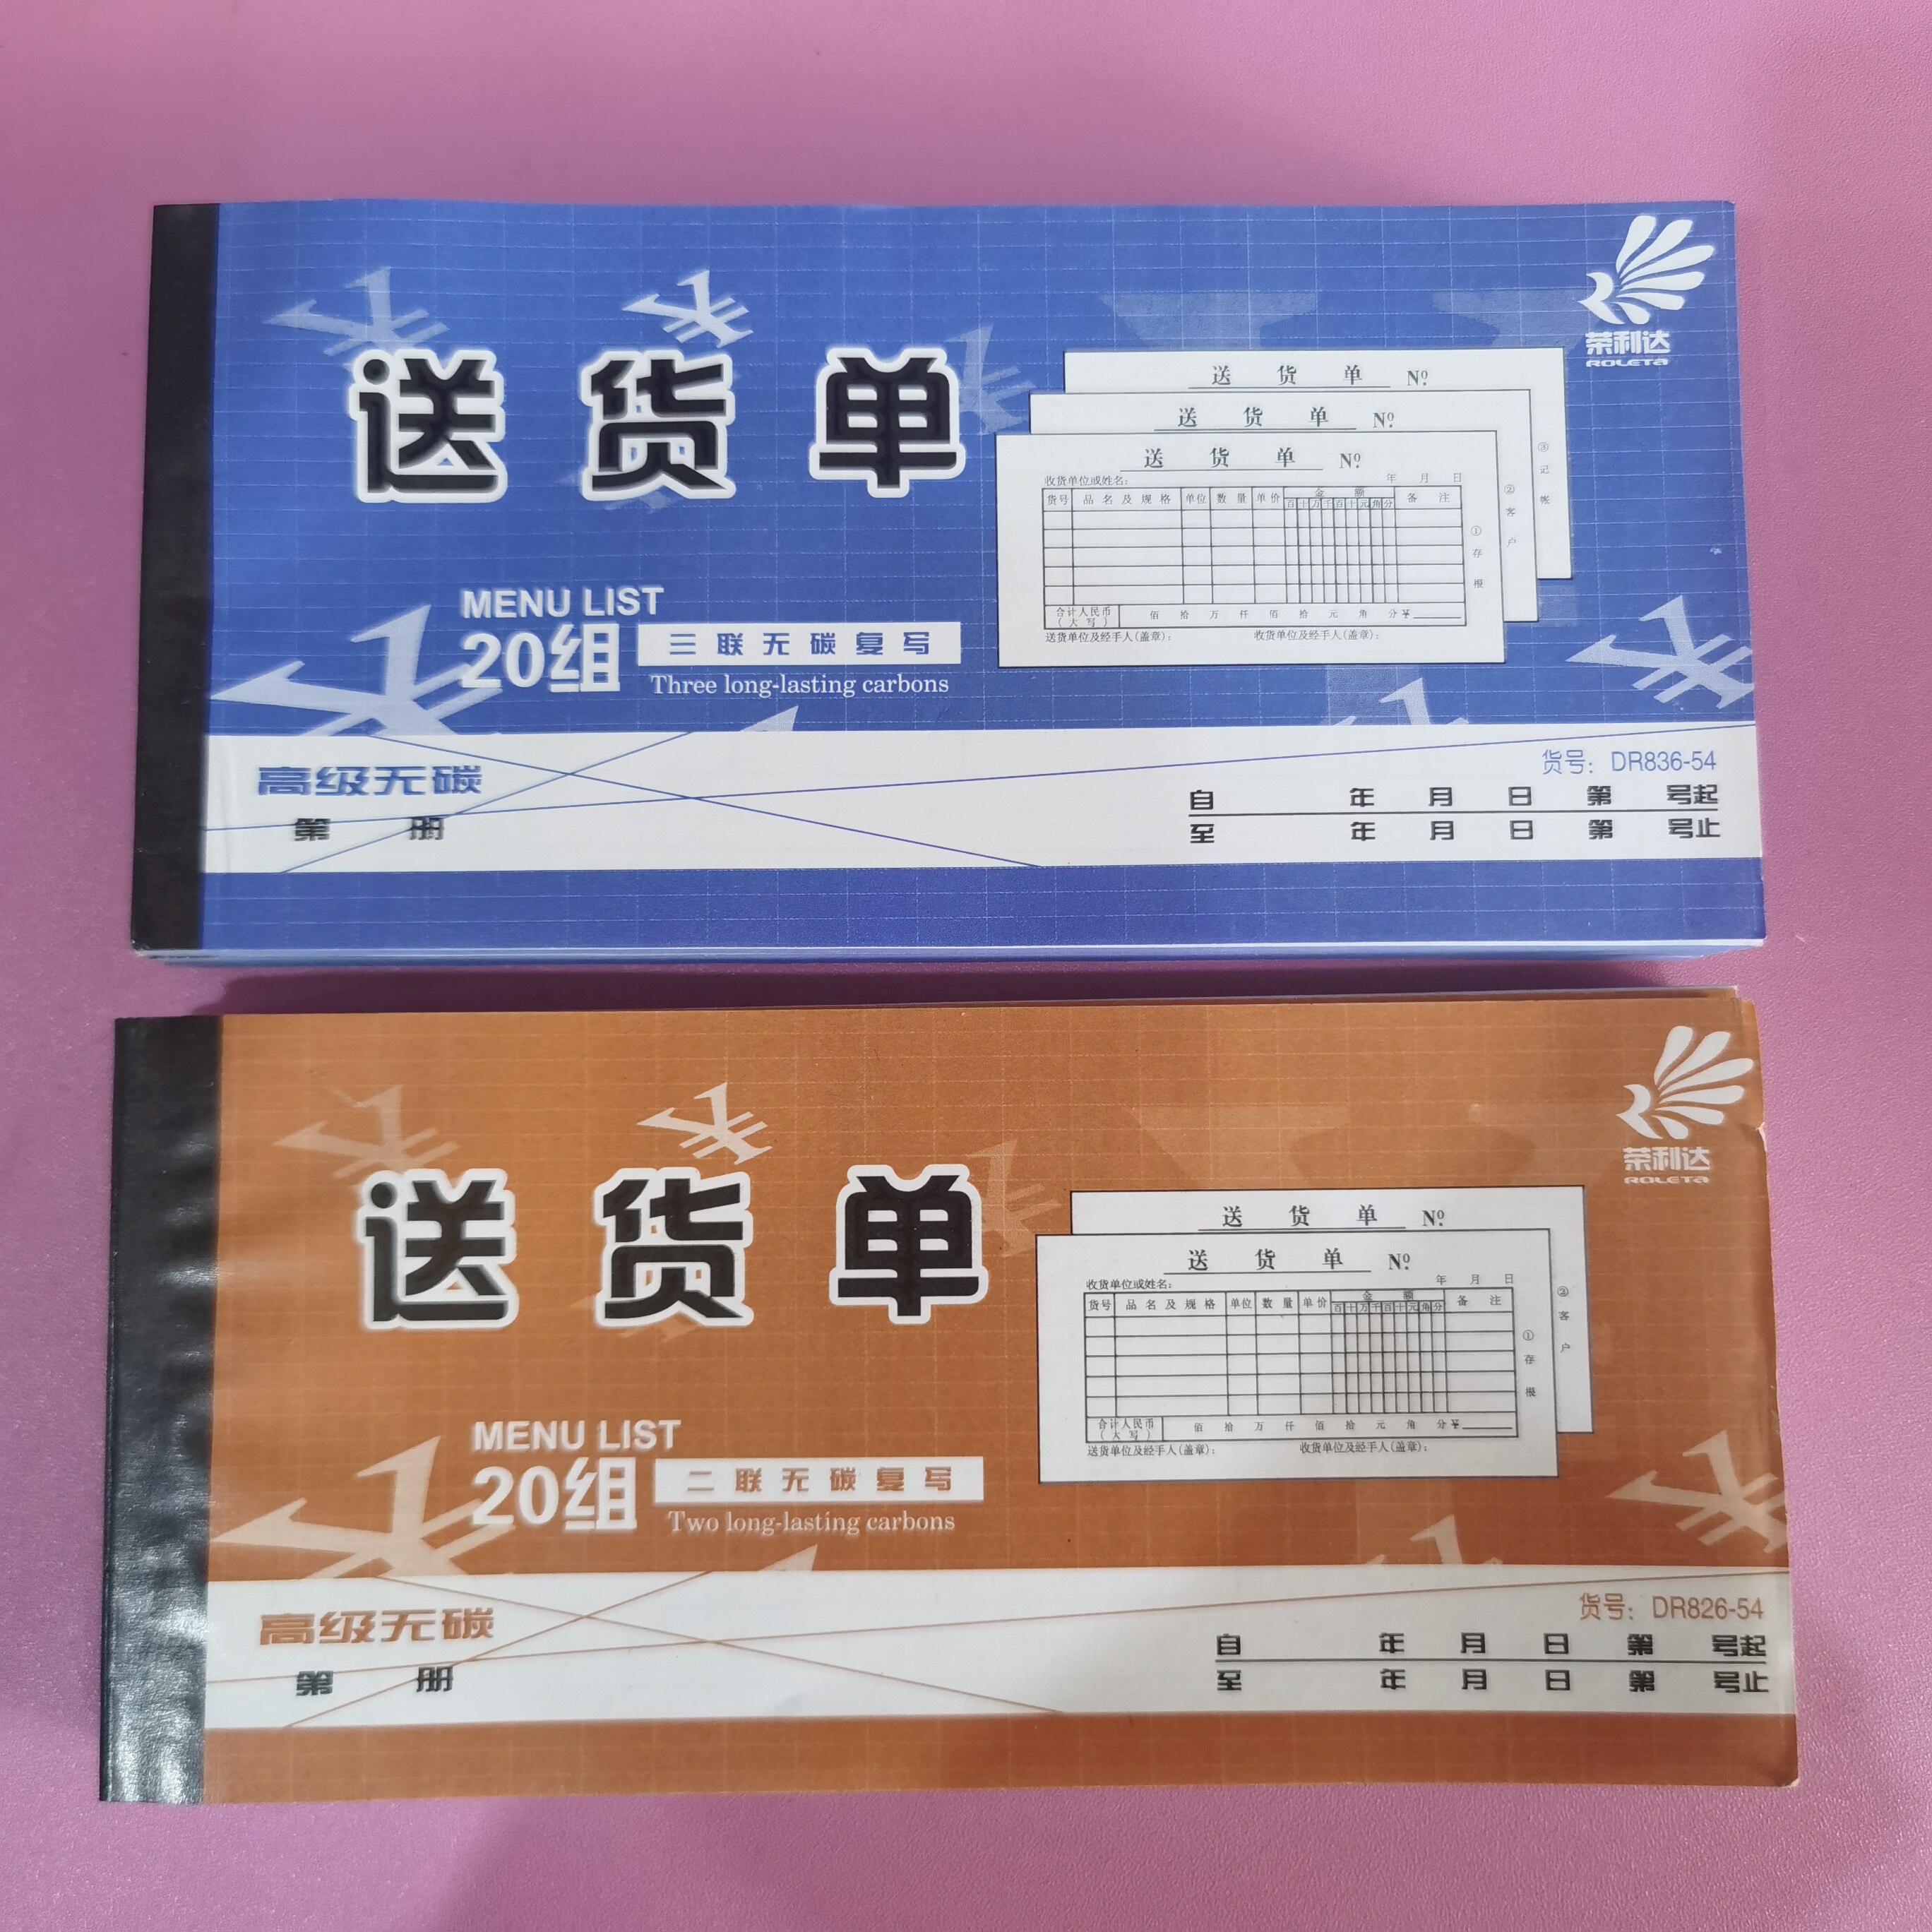 荣利达
ROLETA
送货单
送 货 单 Nº
送 货 单 Nº
送 货 单 Nº
收货单位或姓名： 年 月 日
货号 品名及规格 单位 数量 单价 金额 备注
百十万千百十元角分
合计人民币（大写） 佰 拾 万 仟 佰 拾 元 角 分 ¥
送货单位及经手人（盖章）： 收货单位及经手人（盖章）：
①存根
②客户
③记帐
MENU LIST
20组 三联无碳复写
Three long-lasting carbons
高级无碳
货号：DR836-54
第 册
自 年 月 日 第 号起
至 年 月 日 第 号止
荣利达
ROLETA
送货单
送 货 单 Nº
送 货 单 Nº
收货单位或姓名： 年 月 日
货号 品名及规格 单位 数量 单价 金额 备注
百十万千百十元角分
合计人民币（大写） 佰 拾 万 仟 佰 拾 元 角 分 ¥
送货单位及经手人（盖章）： 收货单位及经手人（盖章）：
①存根
②客户
MENU LIST
20组 二联无碳复写
Two long-lasting carbons
高级无碳
货号：DR826-54
第 册
自 年 月 日 第 号起
至 年 月 日 第 号止